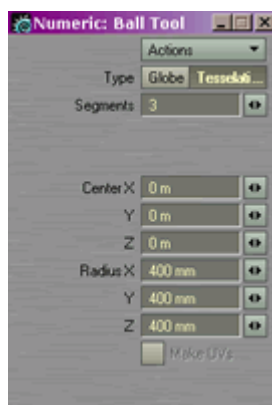 Numeric: Ball Tool
Actions
Type Globe Tesselati...
Segments 3
Center X 0 m
Y 0 m
Z 0 m
Radius X 400 mm
Y 400 mm
Z 400 mm
Make UVs